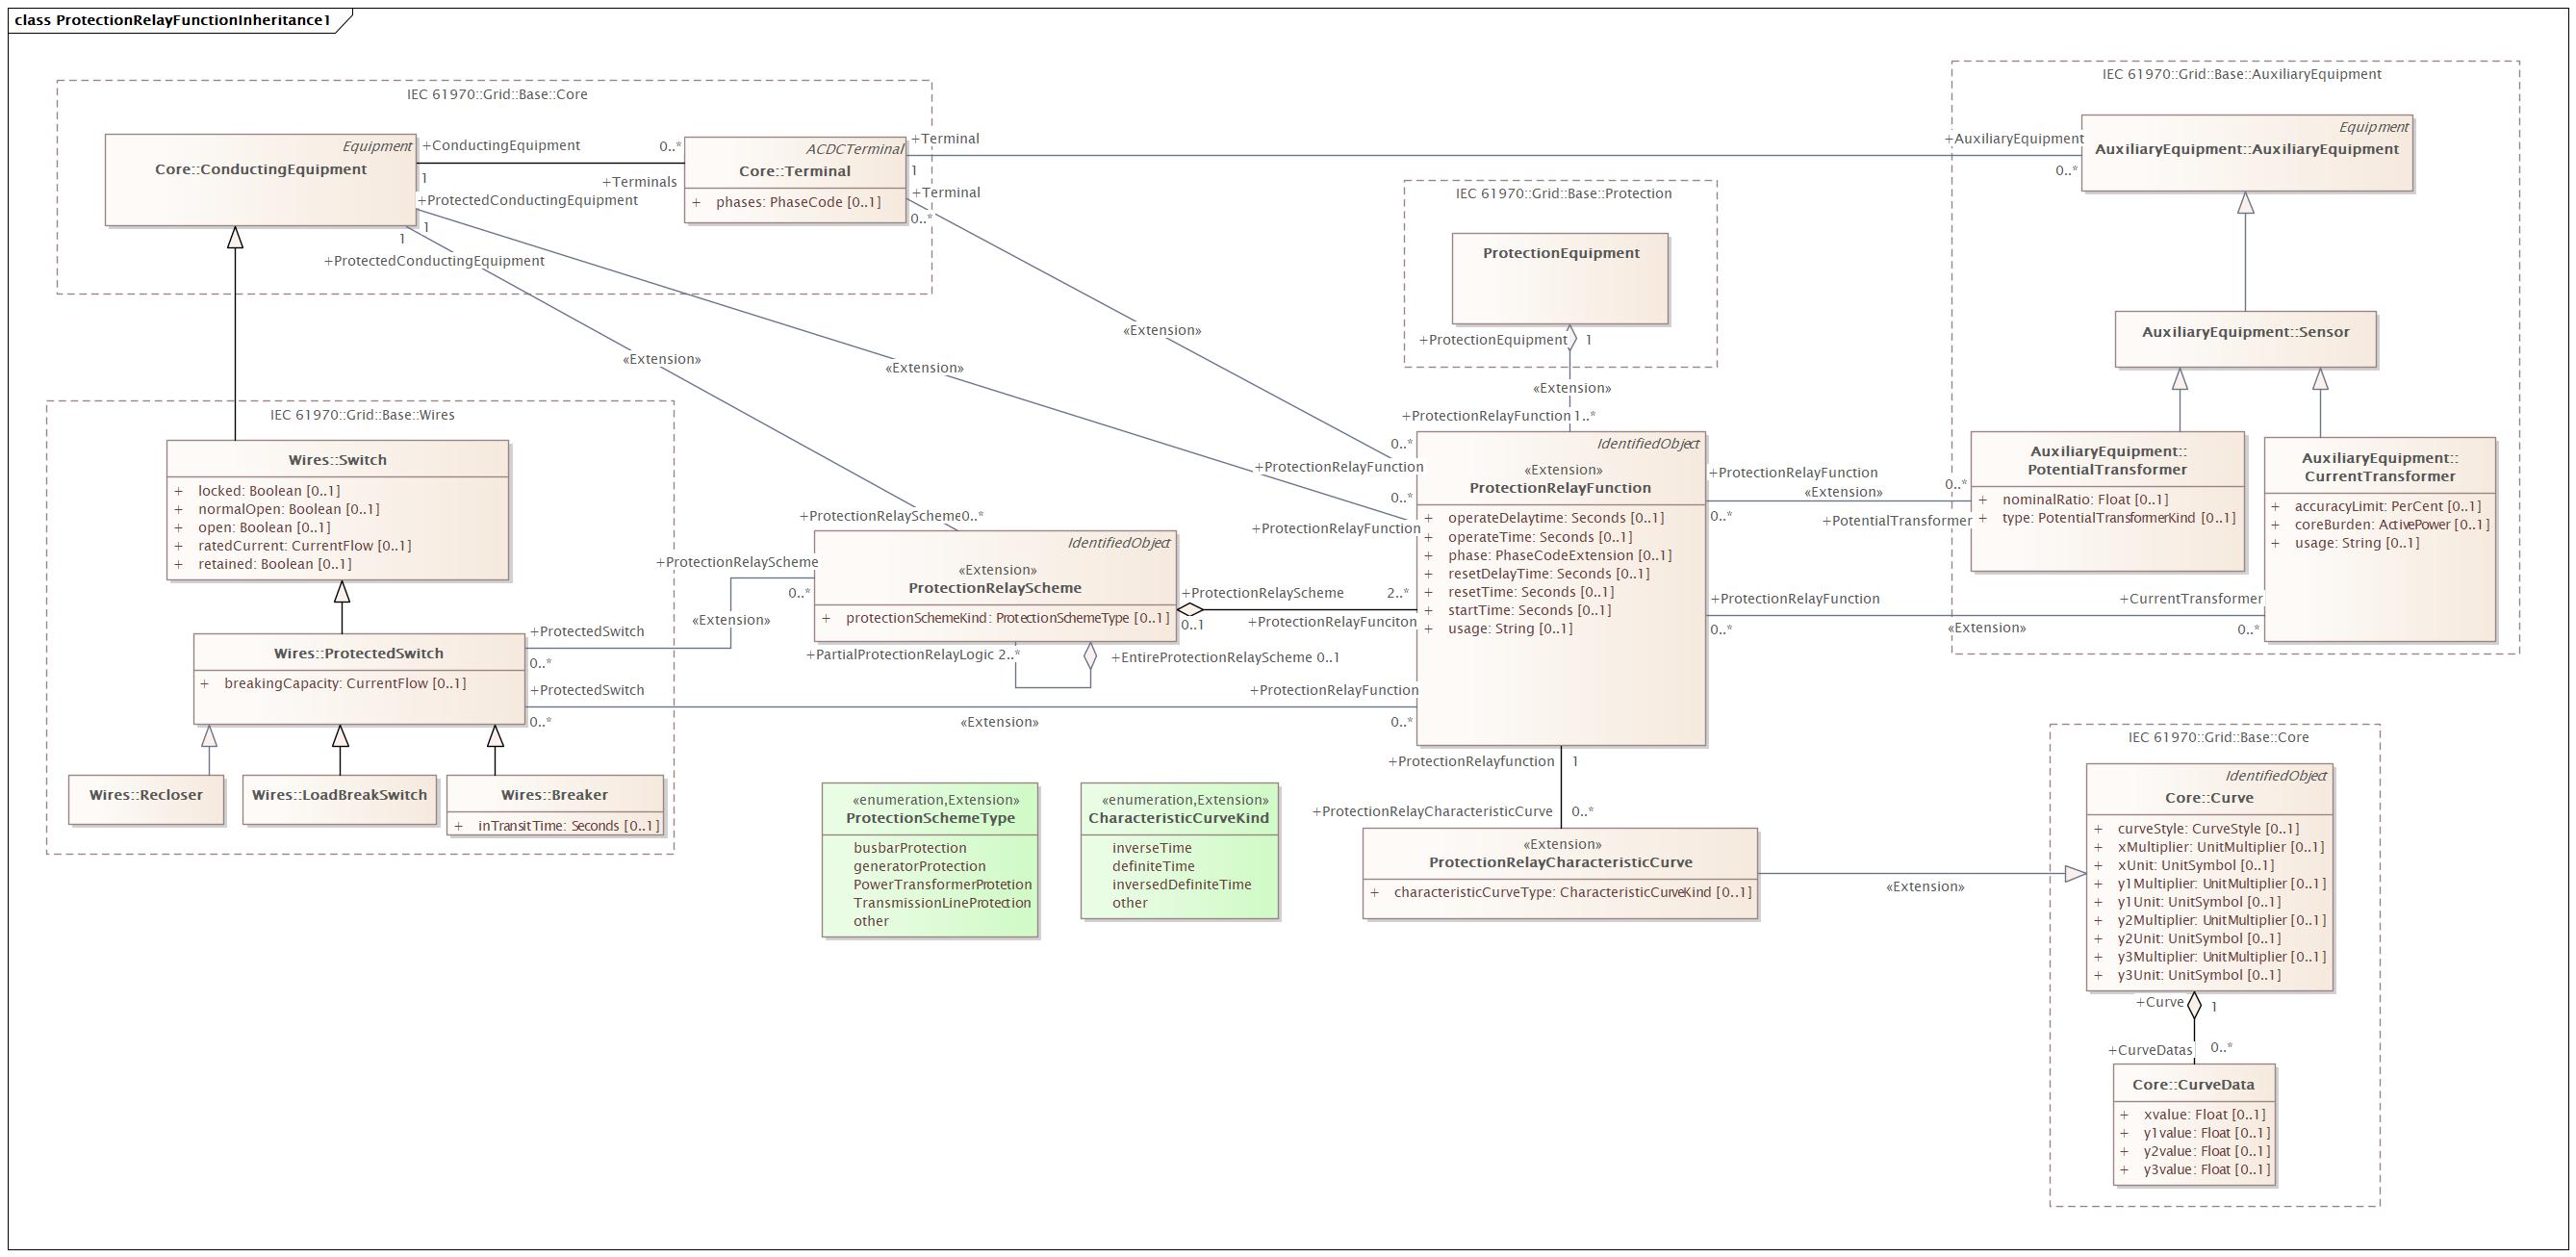 class ProtectionRelayFunctionInheritance1
IEC 61970::Grid::Base::Core
Equipment
Core::ConductingEquipment
+ConductingEquipment
0..*
1
+Terminals
+ProtectedConductingEquipment
1
1
+ProtectedConductingEquipment
ACDCTerminal
Core::Terminal
+ phases: PhaseCode [0..1]
+Terminal
1
+Terminal
0..*
IEC 61970::Grid::Base::AuxiliaryEquipment
+AuxiliaryEquipment
0..*
Equipment
AuxiliaryEquipment::AuxiliaryEquipment
AuxiliaryEquipment::Sensor
IEC 61970::Grid::Base::Protection
ProtectionEquipment
+ProtectionEquipment
1
«Extension»
+ProtectionRelayFunction
1..*
«Extension»
«Extension»
«Extension»
IEC 61970::Grid::Base::Wires
Wires::Switch
+ locked: Boolean [0..1]
+ normalOpen: Boolean [0..1]
+ open: Boolean [0..1]
+ ratedCurrent: CurrentFlow [0..1]
+ retained: Boolean [0..1]
Wires::ProtectedSwitch
+ breakingCapacity: CurrentFlow [0..1]
Wires::Recloser
Wires::LoadBreakSwitch
Wires::Breaker
+ inTransitTime: Seconds [0..1]
+ProtectedSwitch
0..*
+ProtectedSwitch
0..*
+ProtectionRelayScheme
0..*
«Extension»
+ProtectionRelayScheme
0..*
IdentifiedObject
«Extension»
ProtectionRelayScheme
+ protectionSchemeKind: ProtectionSchemeType [0..1]
+PartialProtectionRelayLogic 2..*
+EntireProtectionRelayScheme 0..1
+ProtectionRelayScheme
0..1
2..*
+ProtectionRelayFunciton
+ProtectionRelayFunction
0..*
«Extension»
0..*
+ProtectionRelayFunction
0..*
+ProtectionRelayFunction
IdentifiedObject
«Extension»
ProtectionRelayFunction
+ operateDelaytime: Seconds [0..1]
+ operateTime: Seconds [0..1]
+ phase: PhaseCodeExtension [0..1]
+ resetDelayTime: Seconds [0..1]
+ resetTime: Seconds [0..1]
+ startTime: Seconds [0..1]
+ usage: String [0..1]
+ProtectionRelayFunction
0..*
«Extension»
0..*
+PotentialTransformer
+ProtectionRelayFunction
0..*
+CurrentTransformer
«Extension»
0..*
AuxiliaryEquipment::
PotentialTransformer
+ nominalRatio: Float [0..1]
+ type: PotentialTransformerKind [0..1]
AuxiliaryEquipment::
CurrentTransformer
+ accuracyLimit: PerCent [0..1]
+ coreBurden: ActivePower [0..1]
+ usage: String [0..1]
+ProtectionRelayfunction
1
+ProtectionRelayCharacteristicCurve
0..*
«enumeration,Extension»
ProtectionSchemeType
busbarProtection
generatorProtection
PowerTransformerProtetion
TransmissionLineProtection
other
«enumeration,Extension»
CharacteristicCurveKind
inverseTime
definiteTime
inversedDefiniteTime
other
«Extension»
ProtectionRelayCharacteristicCurve
+ characteristicCurveType: CharacteristicCurveKind [0..1]
«Extension»
IEC 61970::Grid::Base::Core
IdentifiedObject
Core::Curve
+ curveStyle: CurveStyle [0..1]
+ xMultiplier: UnitMultiplier [0..1]
+ xUnit: UnitSymbol [0..1]
+ y1Multiplier: UnitMultiplier [0..1]
+ y1Unit: UnitSymbol [0..1]
+ y2Multiplier: UnitMultiplier [0..1]
+ y2Unit: UnitSymbol [0..1]
+ y3Multiplier: UnitMultiplier [0..1]
+ y3Unit: UnitSymbol [0..1]
+Curve
1
+CurveDatas
0..*
Core::CurveData
+ xvalue: Float [0..1]
+ y1value: Float [0..1]
+ y2value: Float [0..1]
+ y3value: Float [0..1]